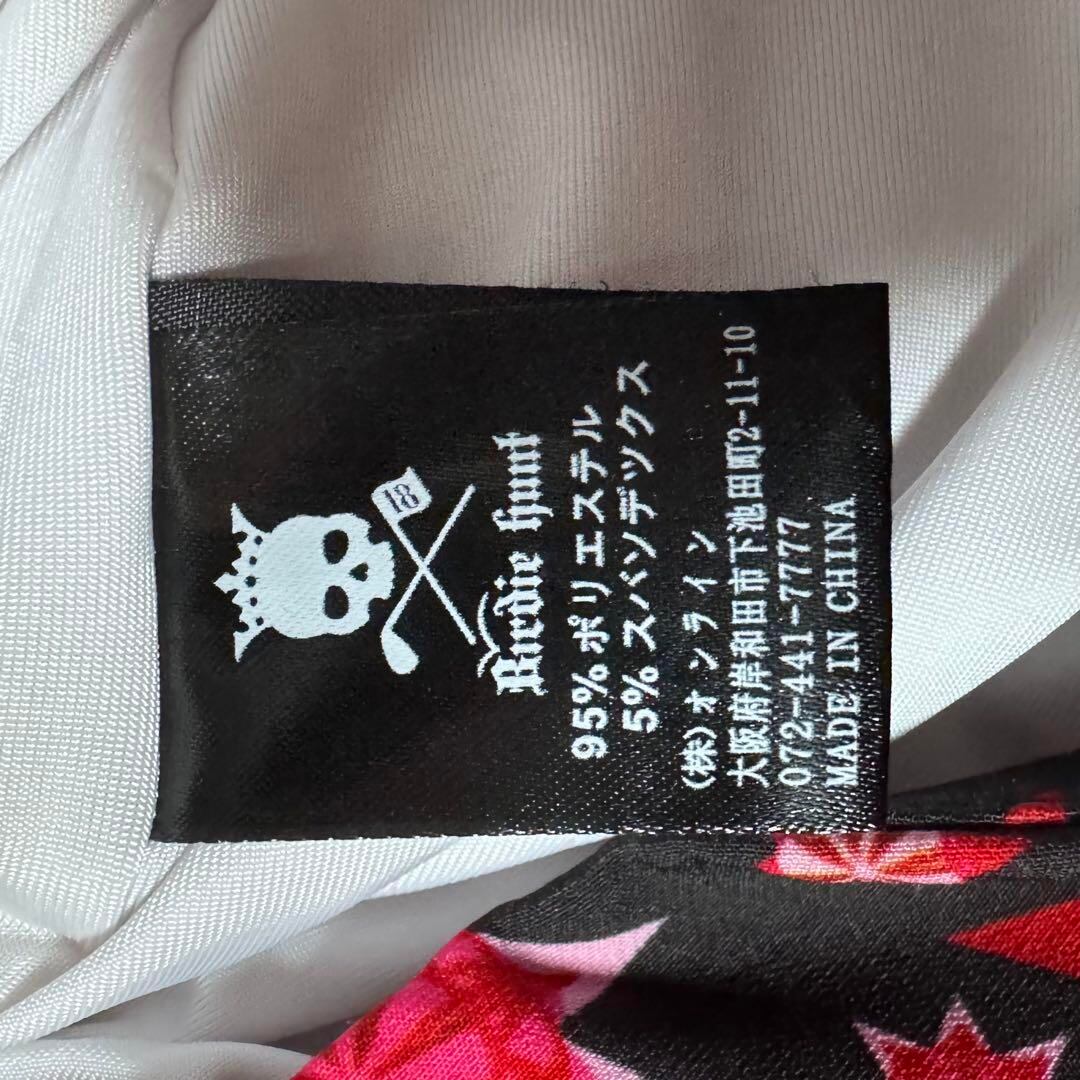 18
Birdie hunt
95% ポリエステル
5% スバソデックス
(株)オンライン
大阪府岸和田市下池田町2-11-10
072-441-7777
MADE IN CHINA